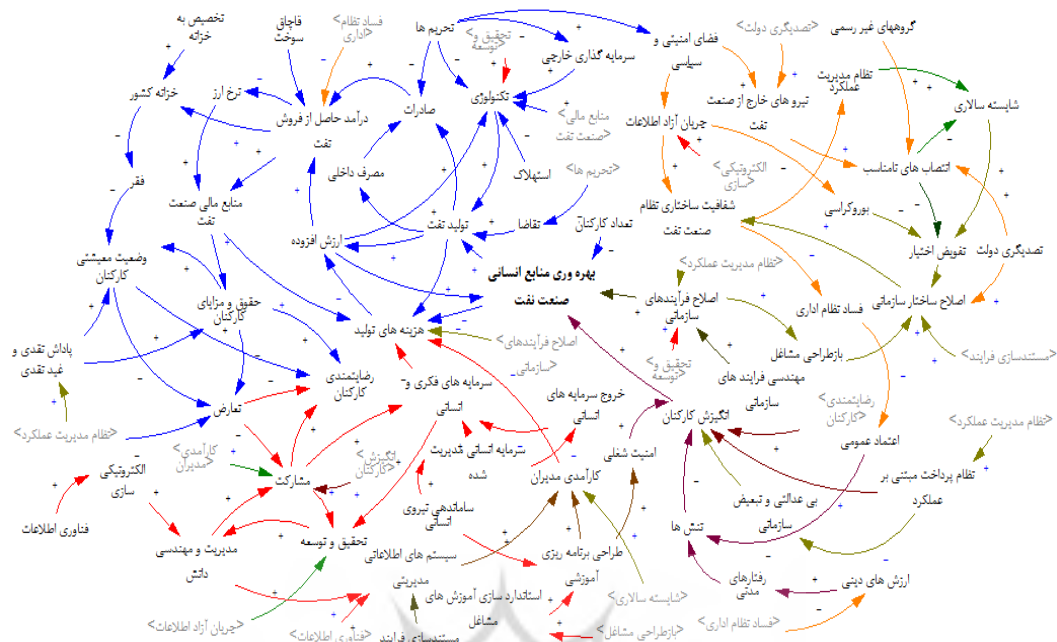 تخصیص به
خزانه
قاچاق
سوخت
<فساد نظام
اداری>
تحریم ها
<تحقیق و
توسعه>
سرمایه گذاری خارجی
فضای امنیتی و
سیاسی
<تصدیگری دولت>
گروههای غیر رسمی
خزانه کشور
نرخ ارز
درآمد حاصل از فروش
نفت
صادرات
تکنولوژی
<منابع مالی
صنعت نفت>
جریان آزاد اطلاعات
نیرو های خارج از صنعت
نفت
نظام مدیریت
عملکرد
شایسته سالاری
فقر
منابع مالی صنعت
نفت
مصرف داخلی
استهلاک
<تحریم ها>
<الکترونیکی
سازی>
انتصاب های نامناسب
وضعیت معیشتی
کارکنان
ارزش افزوده
تولید نفت
تقاضا
تعداد کارکنان
شفافیت ساختاری نظام
صنعت نفت
بوروکراسی
تفویض اختیار
تصدیگری دولت
حقوق و مزایای
کارکنان
بهره وری منابع انسانی
صنعت نفت
<نظام مدیریت عملکرد>
اصلاح فرآیندهای
سازمانی
فساد نظام اداری
اصلاح ساختار سازمانی
پاداش نقدی و
غید نقدی
هزینه های تولید
<اصلاح فرآیندهای
سازمانی>
<تحقیق و
توسعه>
بازطراحی مشاغل
<مستندسازی فرایند>
رضایتمندی
کارکنان
سرمایه های فکری و
انسانی
خروج سرمایه های
انسانی
مهندسی فرایند های
سازمانی
<رضایتمندی
کارکنان>
<نظام مدیریت عملکرد>
تعارض
انگیزش کارکنان
اعتماد عمومی
<نظام مدیریت عملکرد>
الکترونیکی
سازی
<کارآمدی
مدیران>
مشارکت
<انگیزش
کارکنان>
سرمایه انسانی مدیریت
شده
کارآمدی مدیران
امنیت شغلی
بی عدالتی و تبعیض
سازمانی
نظام پرداخت مبتنی بر
عملکرد
فناوری اطلاعات
مدیریت و مهندسی
دانش
تحقیق و توسعه
ساماندهی نیروی
انسانی
سیستم های اطلاعاتی
مدیریتی
طراحی برنامه ریزی
آموزشی
تنش ها
رفتارهای
مدنی
ارزش های دینی
<جریان آزاد اطلاعات>
<فناوری اطلاعات>
مستندسازی فرایند
استاندارد سازی آموزش های
مشاغل
<شایسته سالاری>
<بازطراحی مشاغل>
<فساد نظام اداری>